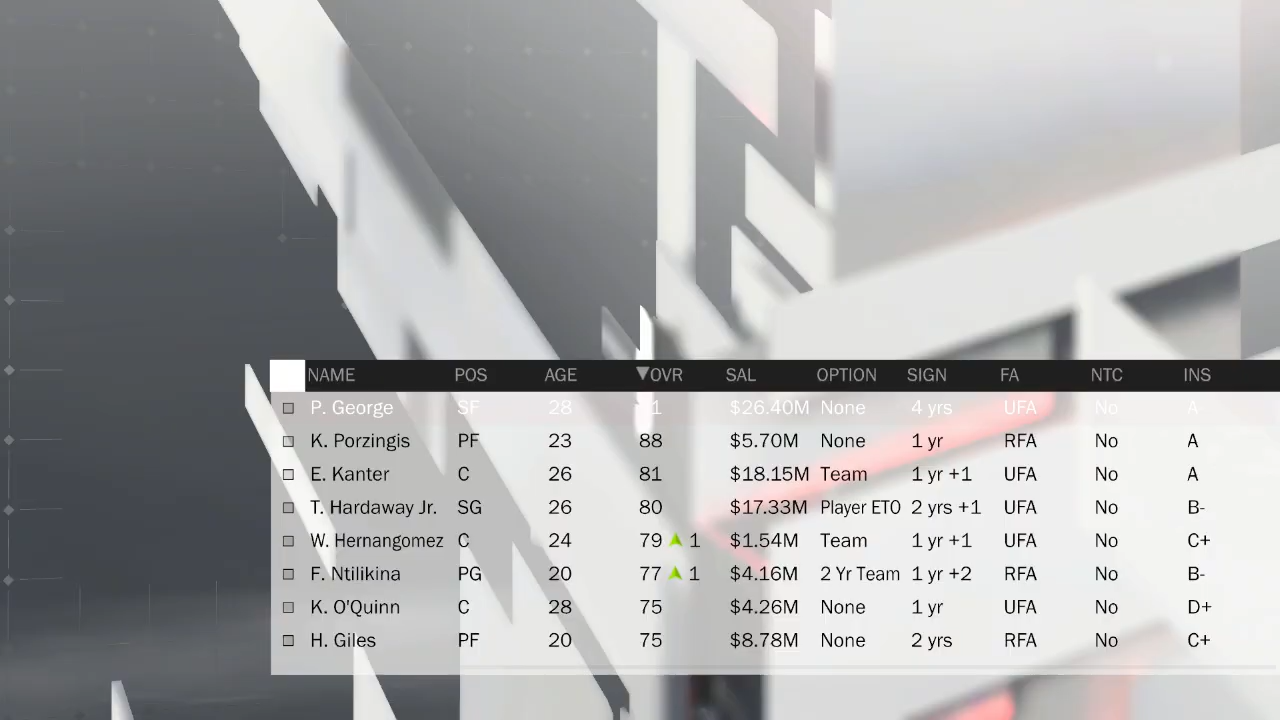 NAME POS AGE ▼OVR SAL OPTION SIGN FA NTC INS
P. George SF 28 1 $26.40M None 4 yrs UFA No A-
K. Porzingis PF 23 88 $5.70M None 1 yr RFA No A
E. Kanter C 26 81 $18.15M Team 1 yr +1 UFA No A
T. Hardaway Jr. SG 26 80 $17.33M Player ETO 2 yrs +1 UFA No B-
W. Hernangomez C 24 79 1 $1.54M Team 1 yr +1 UFA No C+
F. Ntilikina PG 20 77 1 $4.16M 2 Yr Team 1 yr +2 RFA No B-
K. O'Quinn C 28 75 $4.26M None 1 yr UFA No D+
H. Giles PF 20 75 $8.78M None 2 yrs RFA No C+